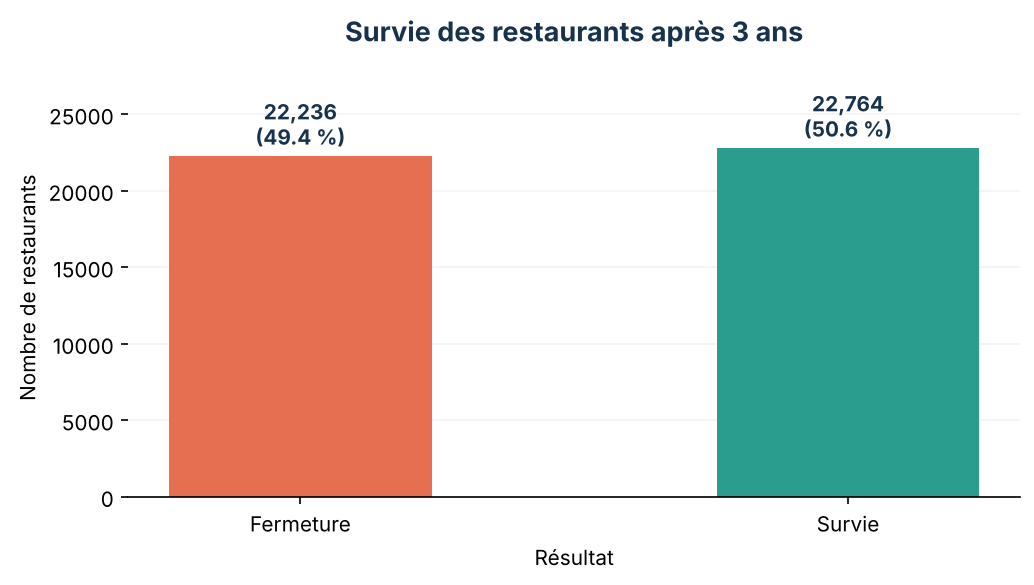 Survie des restaurants après 3 ans
Nombre de restaurants
25000
20000
15000
10000
5000
0
22,236
(49.4 %)
22,764
(50.6 %)
Fermeture
Survie
Résultat